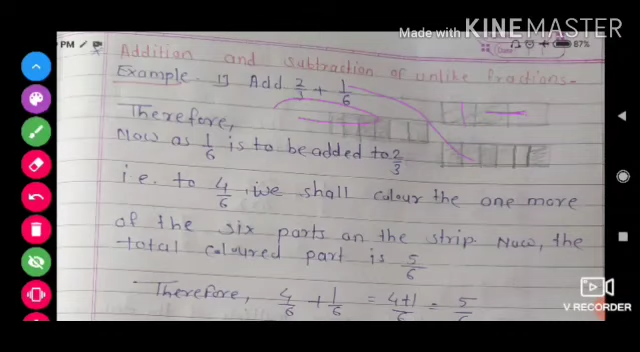 Made with KINEMASTER
PM 87%
Date:
Addition and subtraction of unlike fractions-
Example - 1) Add 2/3 + 1/6
Therefore,
Now as 1/6 is to be added to 2/3
i.e. to 4/6, we shall colour the one more
of the six parts on the strip. Now, the
total coloured part is 5/6
Therefore, 4/6 + 1/6 = 4+1/6 = 5/6
V RECORDER